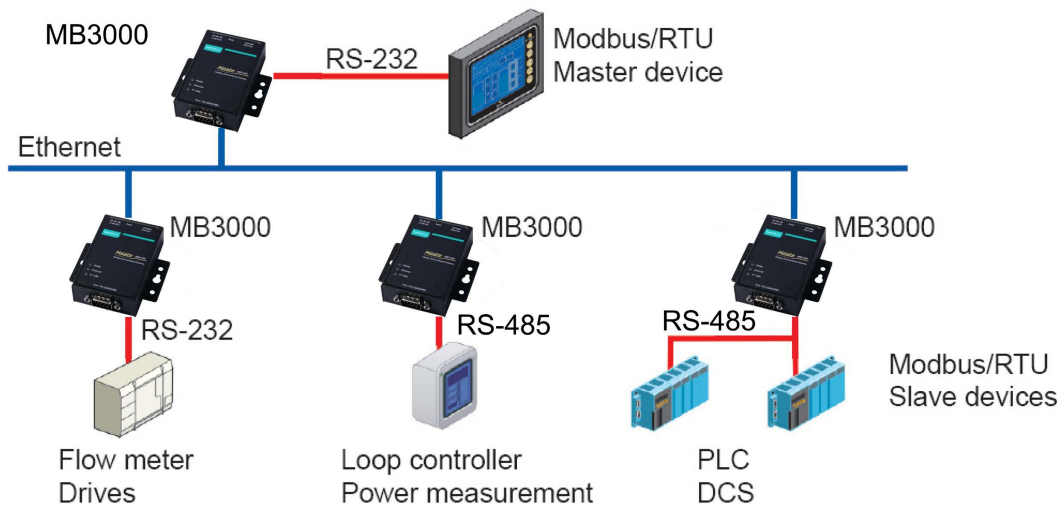 MB3000
RS-232
Modbus/RTU
Master device
Ethernet
MB3000
MB3000
MB3000
RS-232
RS-485
RS-485
Modbus/RTU
Slave devices
Flow meter
Drives
Loop controller
Power measurement
PLC
DCS